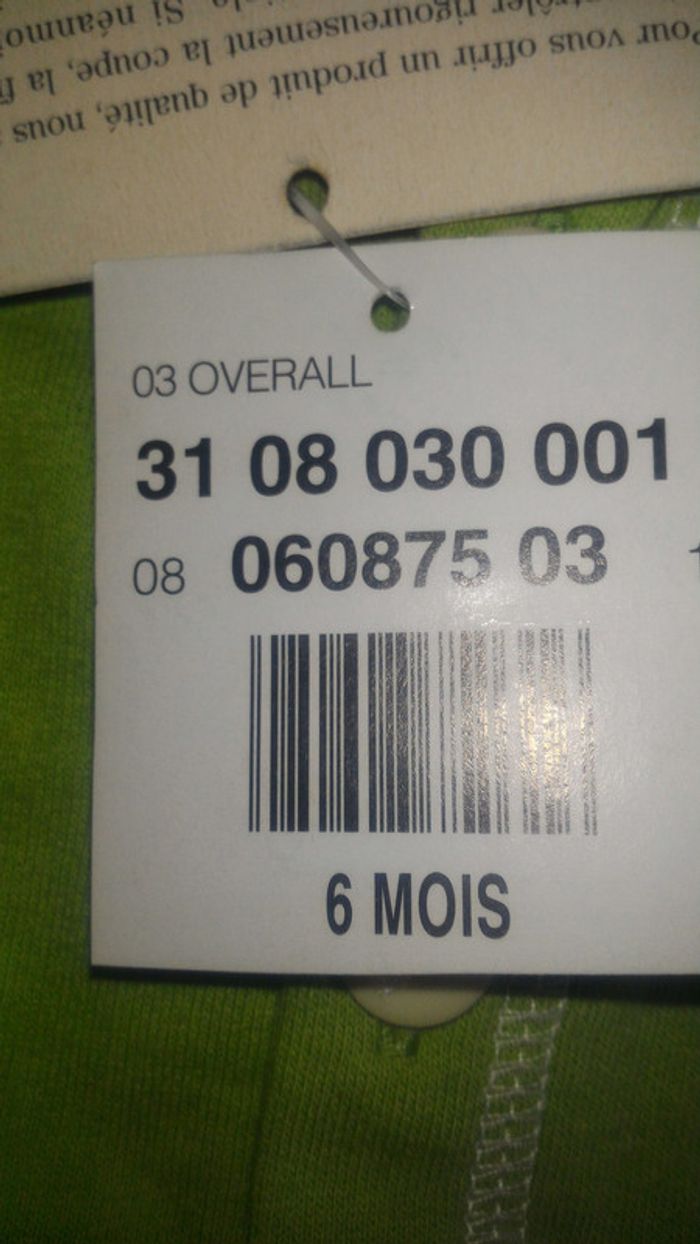 Pour vous offrir un produit de qualité, nous
rigoureusement la coupe, la
Si
03 OVERALL
31 08 030 001
08 060875 03 1
6 MOIS